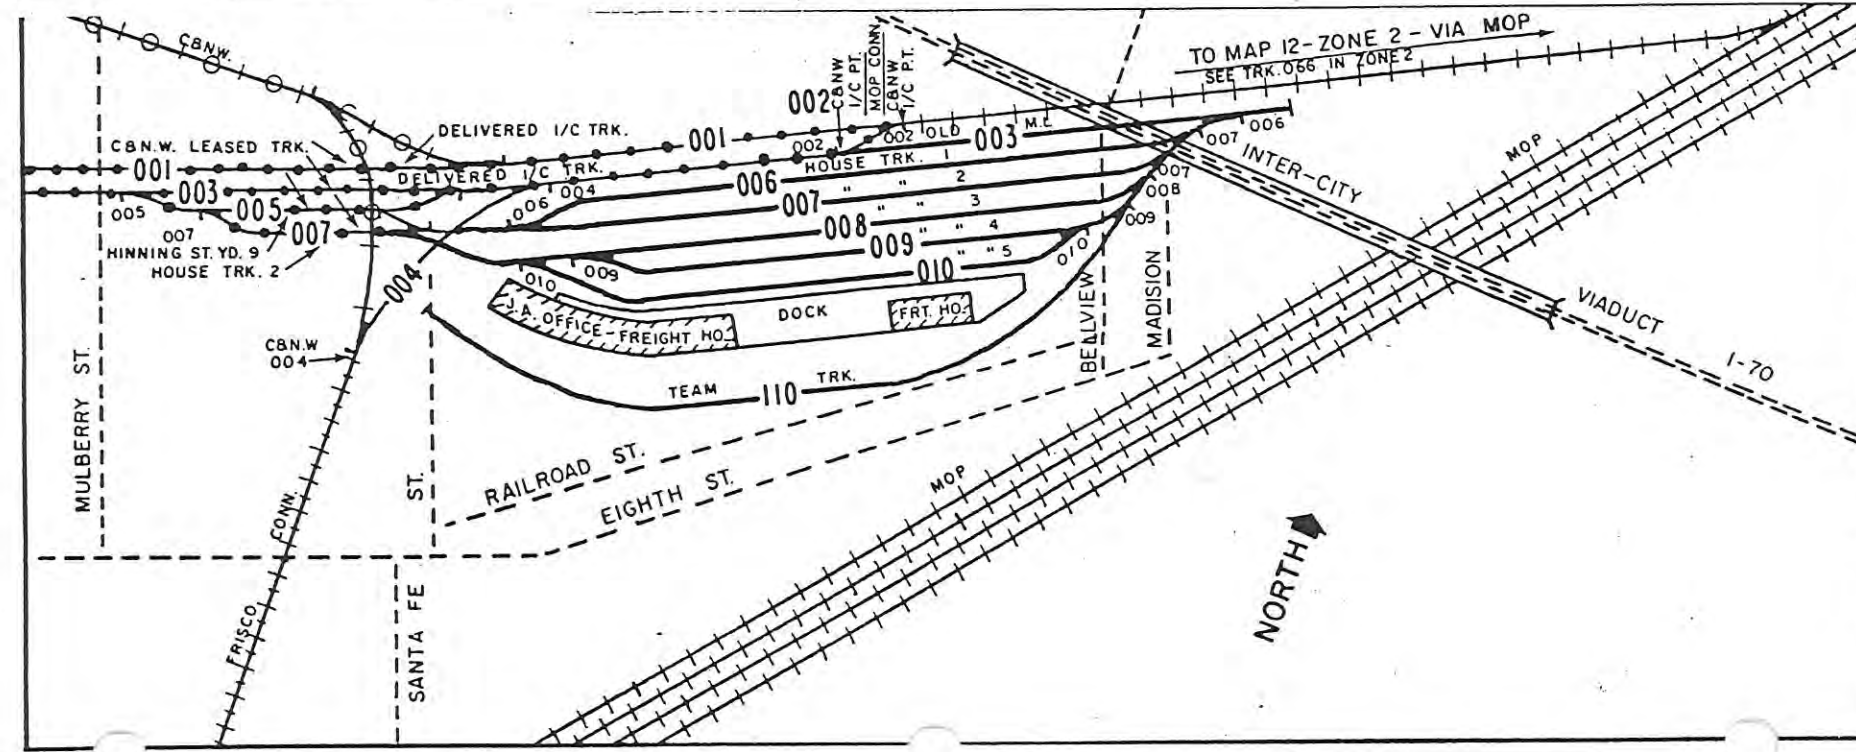 C&NW.
TO MAP 12-ZONE 2 - VIA MOP
SEE TRK. 066 IN ZONE 2
C&NW
I/C PT.
MOP CONN.
C&NW
I/C P.T.
002
DELIVERED I/C TRK.
001
002
002
OLD
003
M.L.
007
006
C&N.W. LEASED TRK.
001
DELIVERED I/C TRK.
HOUSE TRK. 1
006
004
003
005
005
007
007
006
007 " " 2
008 " " 3
009 " " 4
010 " " 5
007
008
009
010
HINNING ST. YD. 9
HOUSE TRK. 2
004
009
010
J.A. OFFICE-FREIGHT HO.
DOCK
FRT. HO.
C&N.W
004
TEAM 110 TRK.
INTER-CITY
VIADUCT
I-70
MOP
MOP
BELLVIEW
MADISION
MULBERRY ST.
RAILROAD ST.
EIGHTH ST.
ST.
SANTA FE
FRISCO CONN.
NORTH